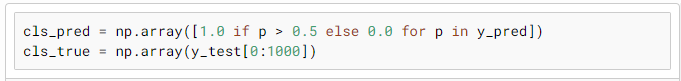 cls_pred = np.array([1.0 if p > 0.5 else 0.0 for p in y_pred])
cls_true = np.array(y_test[0:1000])